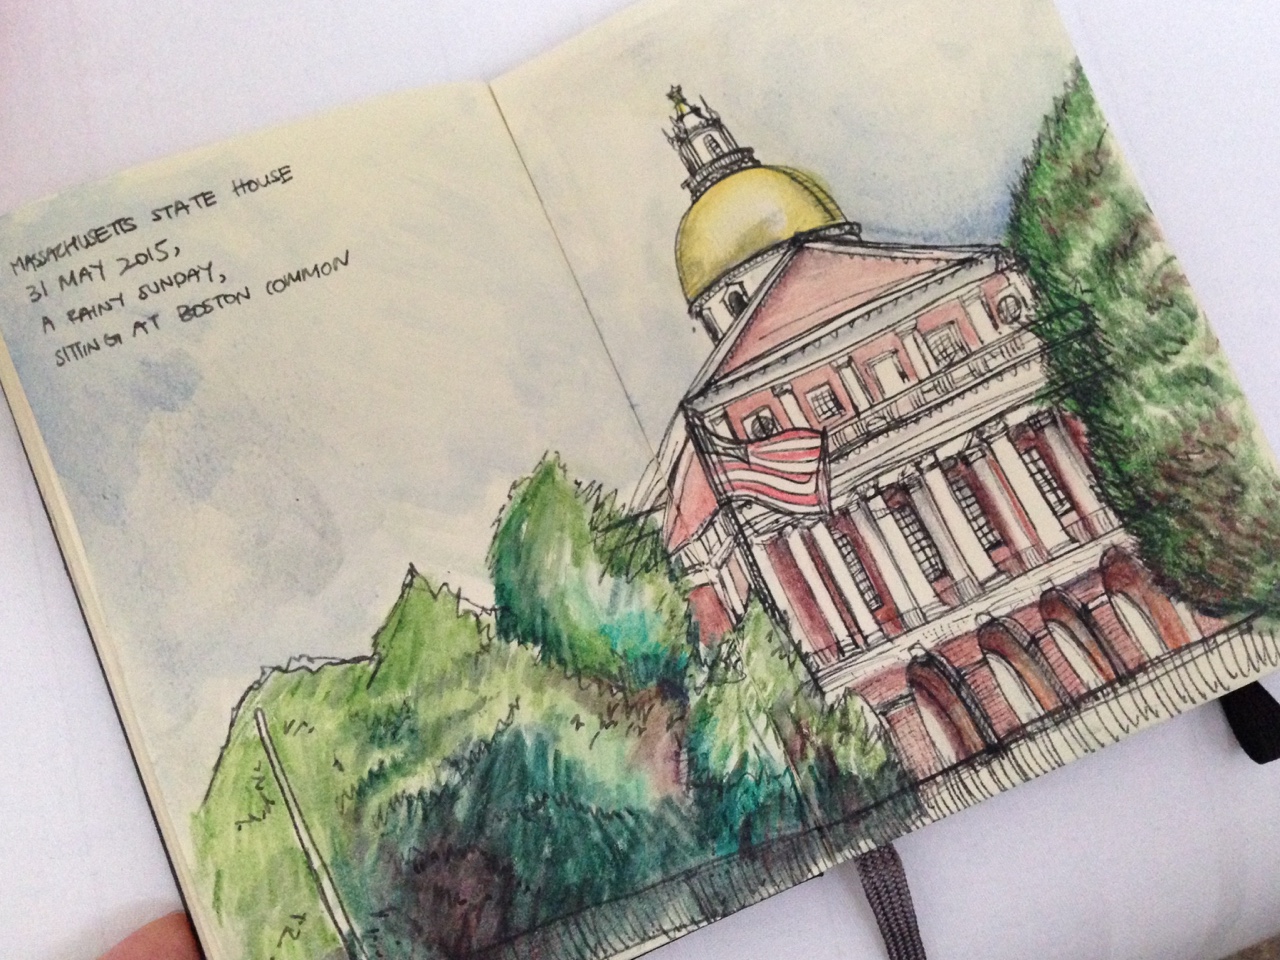 MASSACHUSETTS STATE HOUSE
31 MAY 2015,
A RAINY SUNDAY,
SITTING AT BOSTON COMMON